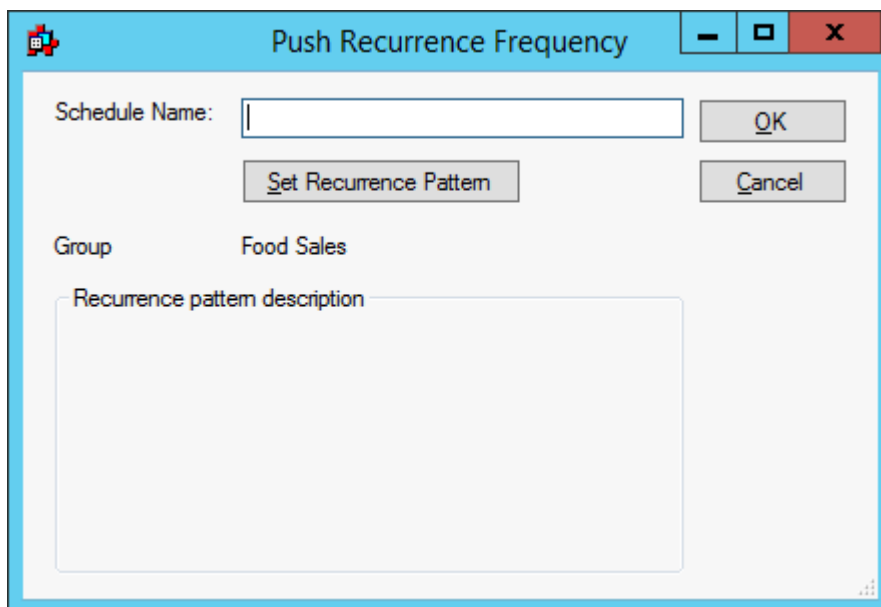 Push Recurrence Frequency
Schedule Name:
OK
Set Recurrence Pattern
Cancel
Group Food Sales
Recurrence pattern description